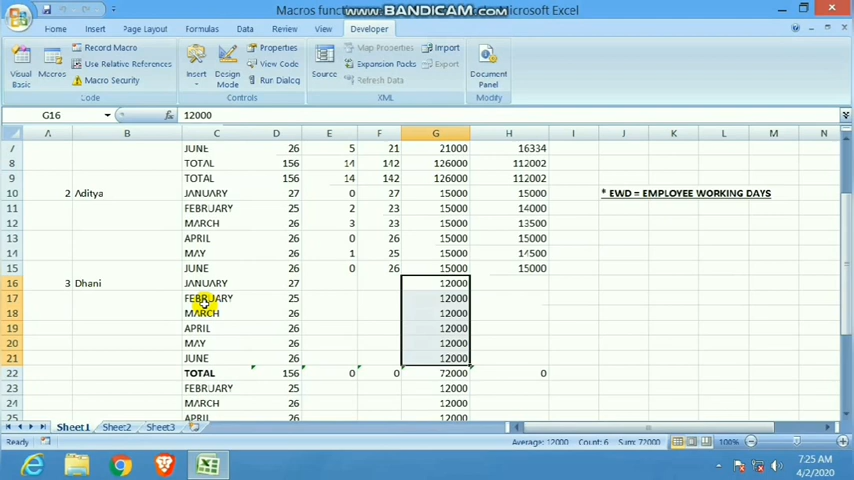 Macros func
www.BANDICAM.com
icrosoft Excel
Home Insert Page Layout Formulas Data Review View Developer
Visual Basic
Macros
Record Macro
Use Relative References
Macro Security
Code
Insert
Design Mode
Properties
View Code
Run Dialog
Controls
Source
Map Properties
Expansion Packs
Refresh Data
Import
Export
XML
Document Panel
Modify
G16 fx 12000
A B C D E F G H I J K L M N
7 JUNE 26 5 21 21000 16334
8 TOTAL 156 14 142 126000 112002
9 TOTAL 156 14 142 126000 112002
10 2 Aditya JANUARY 27 0 27 15000 15000 * EWD = EMPLOYEE WORKING DAYS
11 FEBRUARY 25 2 23 15000 14000
12 MARCH 26 3 23 15000 13500
13 APRIL 26 0 26 15000 15000
14 MAY 26 1 25 15000 14500
15 JUNE 26 0 26 15000 15000
16 3 Dhani JANUARY 27 12000
17 FEBRUARY 25 12000
18 MARCH 26 12000
19 APRIL 26 12000
20 MAY 26 12000
21 JUNE 26 12000
22 TOTAL 156 0 0 72000 0
23 FEBRUARY 25 12000
24 MARCH 26 12000
25 APRIL 26 12000
Sheet1 Sheet2 Sheet3
Ready Average: 12000 Count: 6 Sum: 72000 100%
7:25 AM
4/2/2020